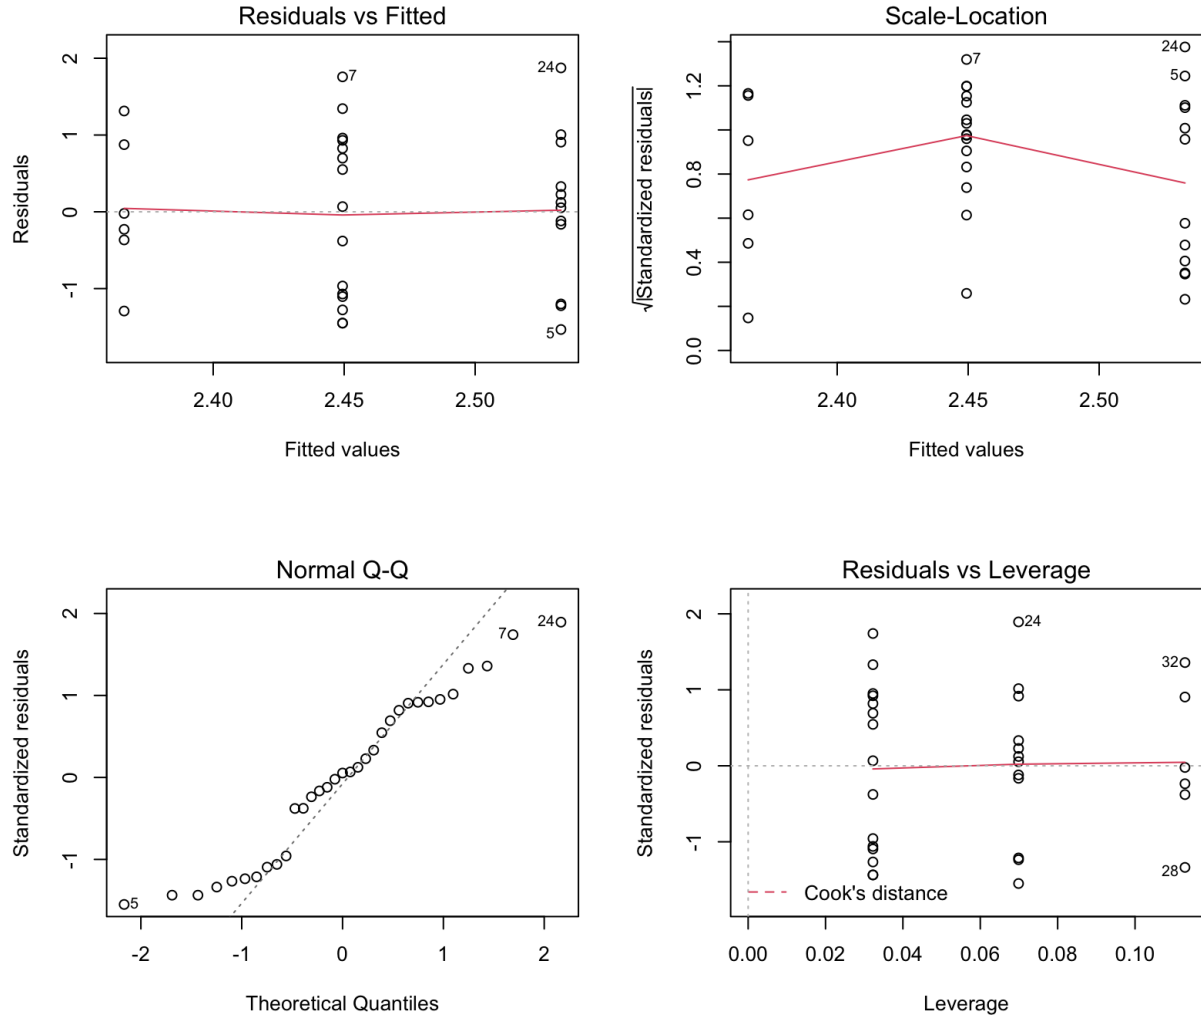 Residuals vs Fitted
Residuals
2
1
0
-1
7
24
5
2.40 2.45 2.50
Fitted values
Scale-Location
√|Standardized residuals|
1.2
0.8
0.4
0.0
7
24
5
2.40 2.45 2.50
Fitted values
Normal Q-Q
Standardized residuals
2
1
0
-1
7
24
5
-2 -1 0 1 2
Theoretical Quantiles
Residuals vs Leverage
Standardized residuals
2
1
0
-1
24
32
28
Cook's distance
0.00 0.02 0.04 0.06 0.08 0.10
Leverage